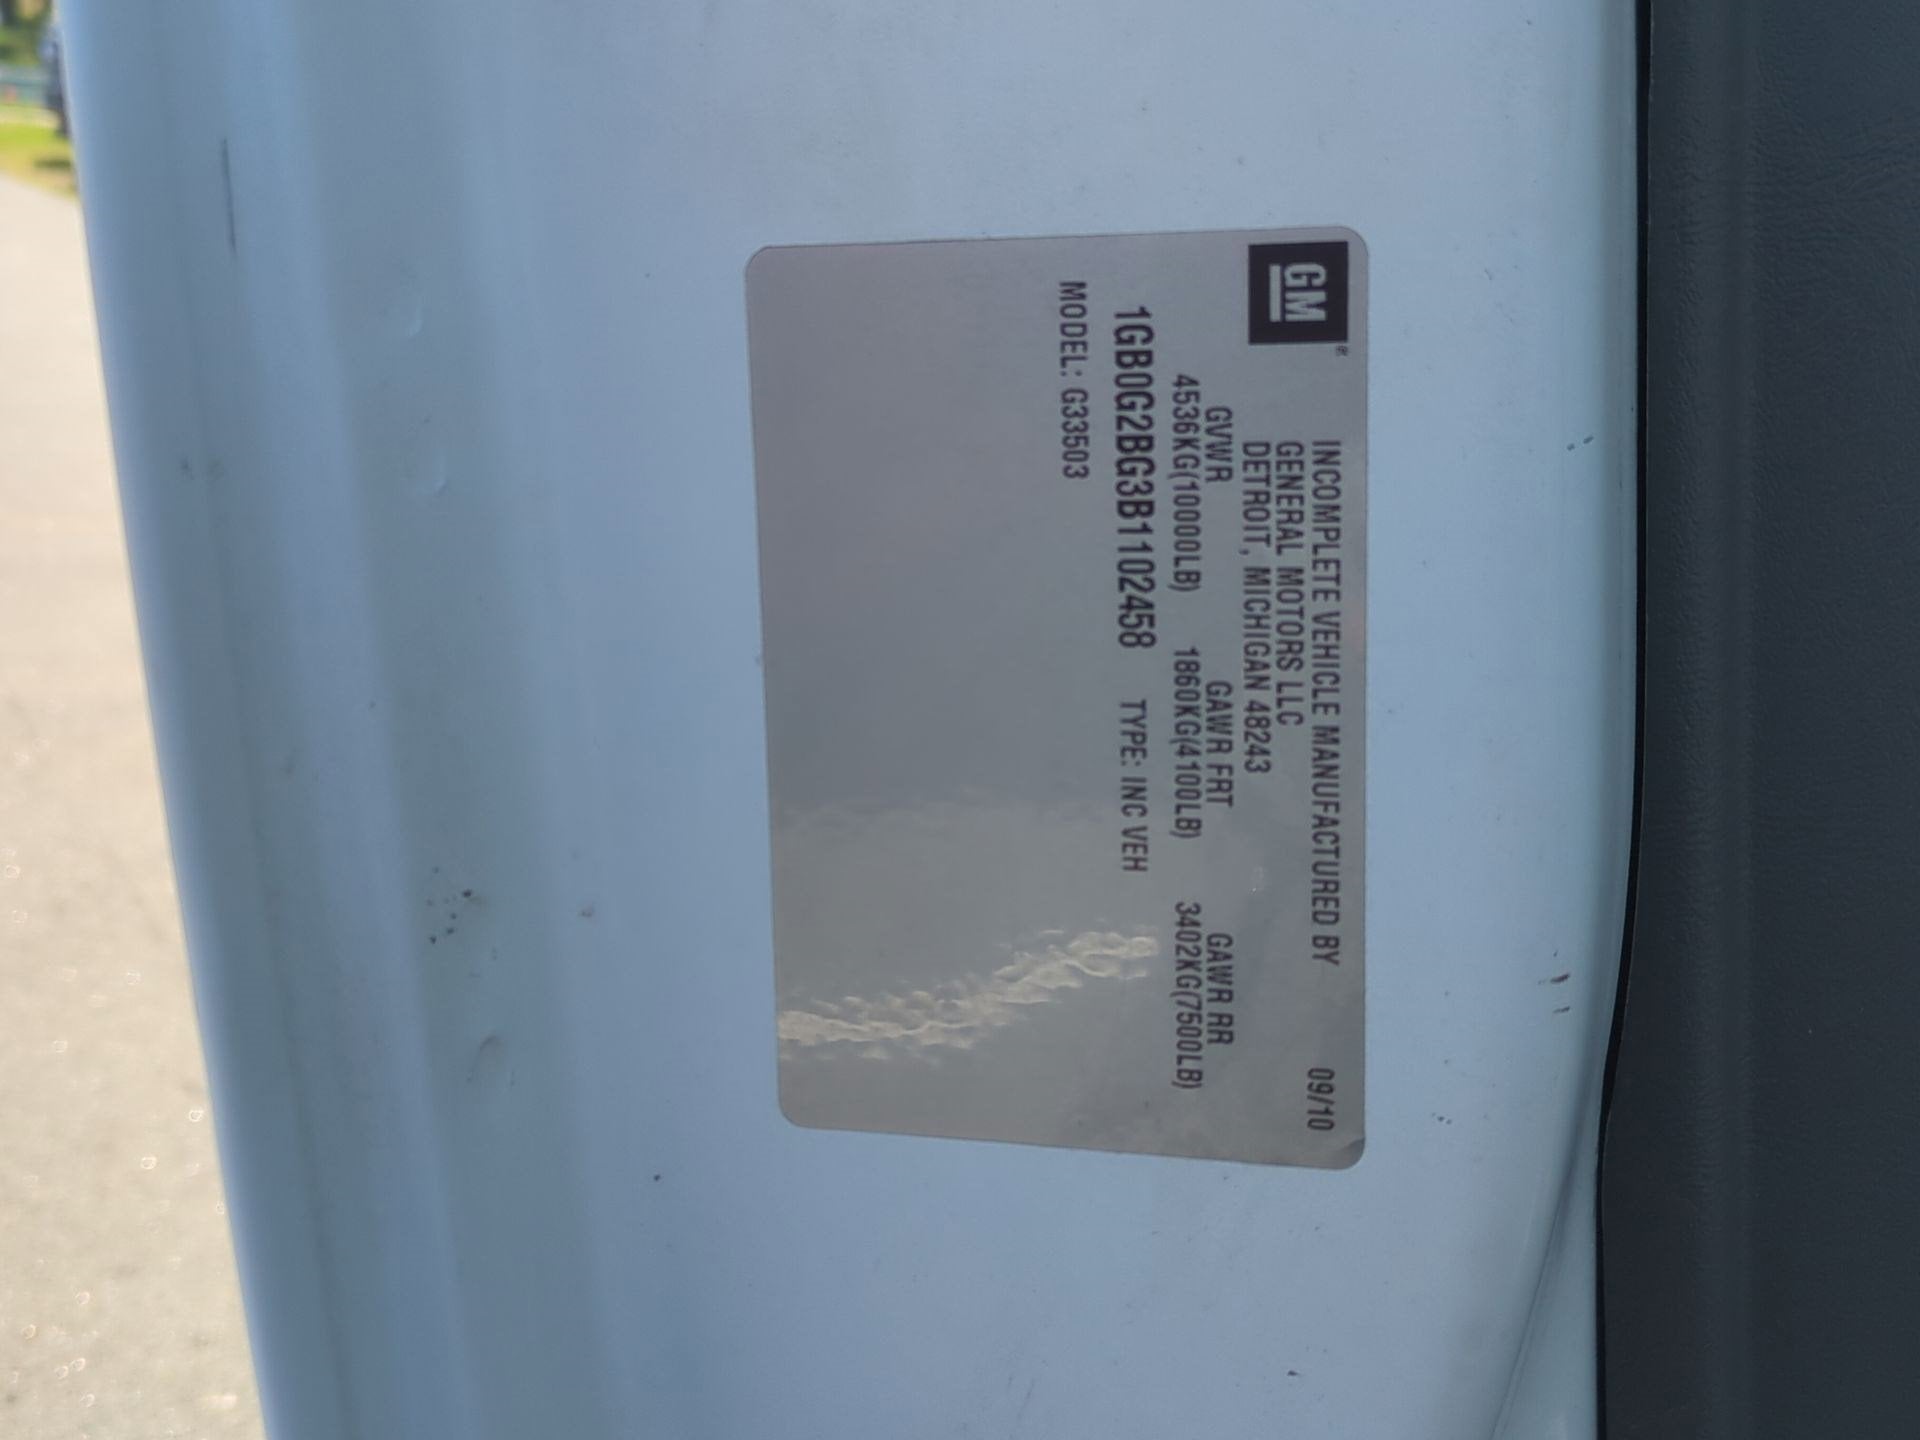 GM®
INCOMPLETE VEHICLE MANUFACTURED BY 09/10
GENERAL MOTORS LLC
DETROIT, MICHIGAN 48243
GVWR GAWR FRT GAWR RR
4536KG(10000LB) 1860KG(4100LB) 3402KG(7500LB)
1GB0G2BG3B1102458 TYPE: INC VEH
MODEL: G33503